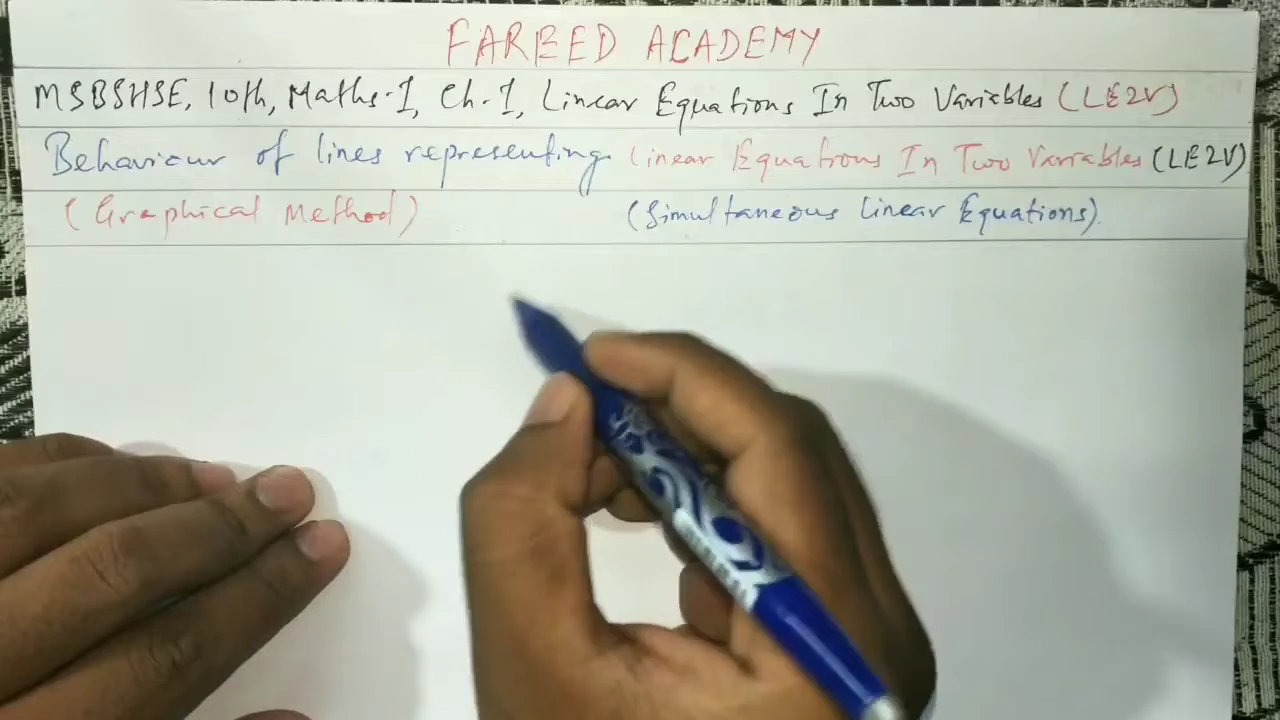 FAREED ACADEMY
MSBSHSE, 10th, Maths-I, Ch-1, Linear Equations In Two Variables (LE2V)
Behaviour of lines representing Linear Equations In Two Variables (LE2V)
(Graphical Method) (Simultaneous Linear Equations).